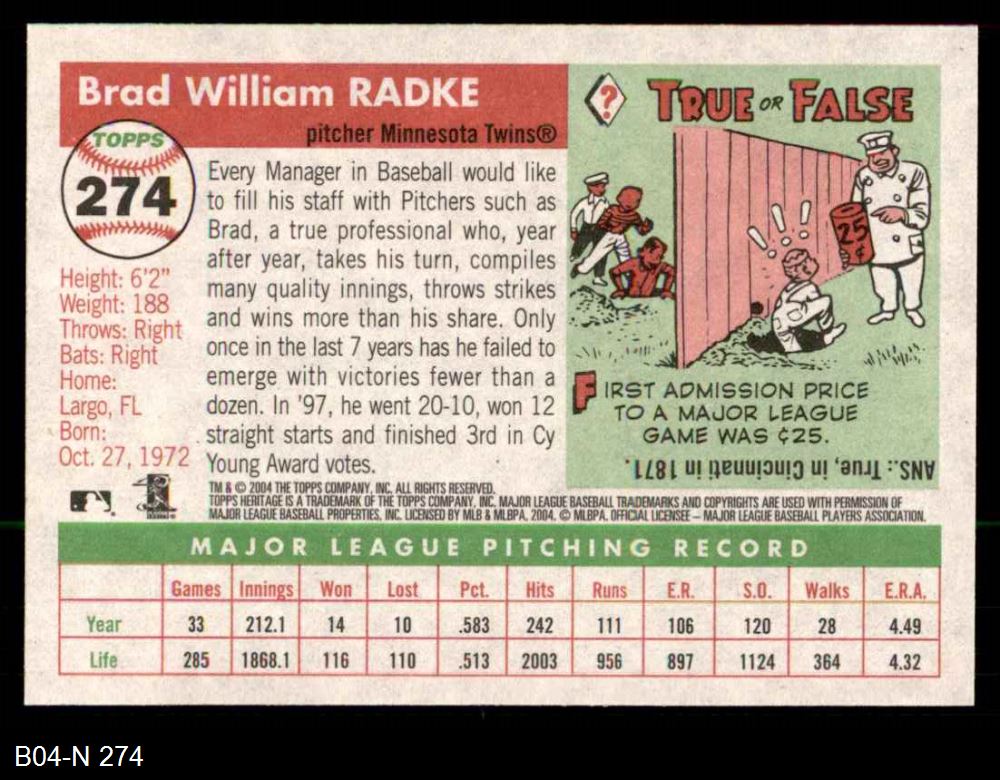 Brad William RADKE
pitcher Minnesota Twins®
TOPPS
274
Height: 6'2"
Weight: 188
Throws: Right
Bats: Right
Home:
Largo, FL
Born:
Oct. 27, 1972
Every Manager in Baseball would like
to fill his staff with Pitchers such as
Brad, a true professional who, year
after year, takes his turn, compiles
many quality innings, throws strikes
and wins more than his share. Only
once in the last 7 years has he failed to
emerge with victories fewer than a
dozen. In '97, he went 20-10, won 12
straight starts and finished 3rd in Cy
Young Award votes.
? TRUE OR FALSE
! ! !
25
¢
FIRST ADMISSION PRICE
TO A MAJOR LEAGUE
GAME WAS ¢25.
ANS.: True, in Cincinnati in 1871.
TM & © 2004 THE TOPPS COMPANY, INC. ALL RIGHTS RESERVED.
TOPPS HERITAGE IS A TRADEMARK OF THE TOPPS COMPANY, INC. MAJOR LEAGUE BASEBALL TRADEMARKS AND COPYRIGHTS ARE USED WITH PERMISSION OF
MAJOR LEAGUE BASEBALL PROPERTIES, INC. LICENSED BY MLB & MLBPA, 2004. © MLBPA. OFFICIAL LICENSEE – MAJOR LEAGUE BASEBALL PLAYERS ASSOCIATION.
MAJOR LEAGUE PITCHING RECORD
Games Innings Won Lost Pct. Hits Runs E.R. S.O. Walks E.R.A.
Year 33 212.1 14 10 .583 242 111 106 120 28 4.49
Life 285 1868.1 116 110 .513 2003 956 897 1124 364 4.32
B04-N 274